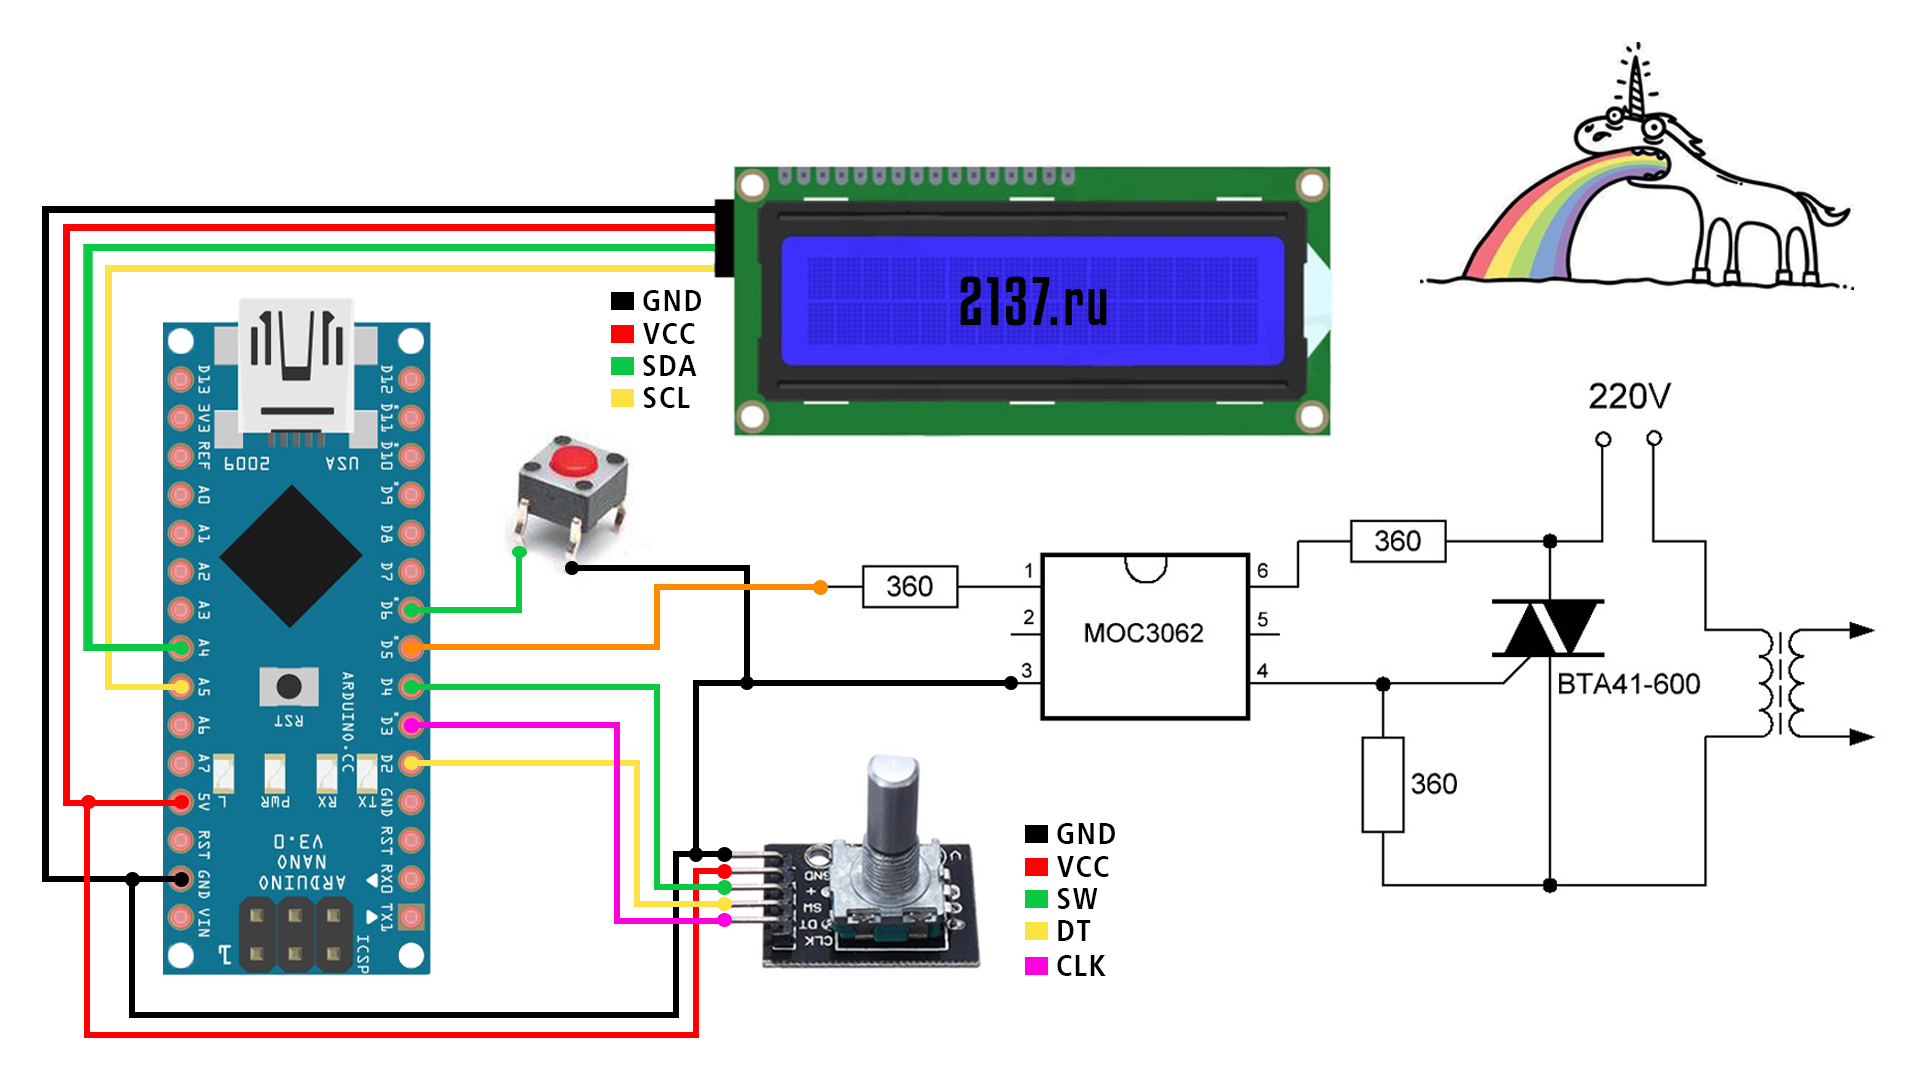 2137.ru
GND
VCC
SDA
SCL
220V
D13
3V3
REF
A0
A1
A2
A3
A4
A5
A6
A7
5V
RST
GND
VIN
D12
D11
D10
D9
D8
D7
D6
D5
D4
D3
D2
GND
RST
RX0
TX1
2009
USA
RST
ARDUINO.CC
L
PWR
RX
TX
V3.0
NANO
ARDUINO
1
ICSP
360
1
2
3
MOC3062
6
5
4
360
BTA41-600
360
GND
+
SW
DT
CLK
GND
VCC
SW
DT
CLK